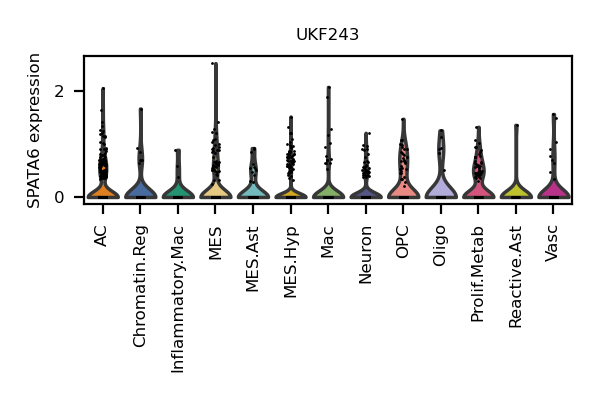 UKF243
SPATA6 expression
2
0
AC
Chromatin.Reg
Inflammatory.Mac
MES
MES.Ast
MES.Hyp
Mac
Neuron
OPC
Oligo
Prolif.Metab
Reactive.Ast
Vasc